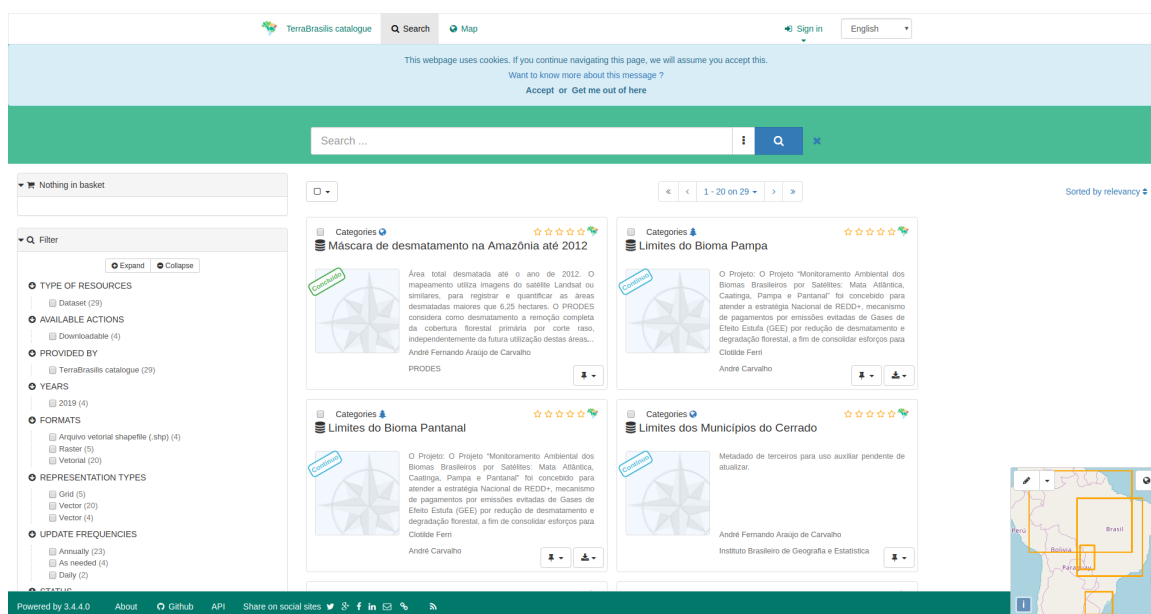 TerraBrasilis catalogue Search Map Sign in English
This webpage uses cookies. If you continue navigating this page, we will assume you accept this.
Want to know more about this message ?
Accept or Get me out of here
Search ...
Nothing in basket
1 - 20 on 29
Sorted by relevancy
Filter
Expand Collapse
TYPE OF RESOURCES
Dataset (29)
AVAILABLE ACTIONS
Downloadable (4)
PROVIDED BY
TerraBrasilis catalogue (29)
YEARS
2019 (4)
FORMATS
Arquivo vetorial shapefile (.shp) (4)
Raster (5)
Vetorial (20)
REPRESENTATION TYPES
Grid (5)
Vector (20)
Vector (4)
UPDATE FREQUENCIES
Annually (23)
As needed (4)
Daily (2)
STATUS
Categories
Máscara de desmatamento na Amazônia até 2012
Concluído
Área total desmatada até o ano de 2012. O
mapeamento utiliza imagens do satélite Landsat ou
similares, para registrar e quantificar as áreas
desmatadas maiores que 6,25 hectares. O PRODES
considera como desmatamento a remoção completa
da cobertura florestal primária por corte raso,
independentemente da futura utilização destas áreas...
André Fernando Araújo de Carvalho
PRODES
Categories
Limites do Bioma Pampa
Contínuo
O Projeto: O Projeto "Monitoramento Ambiental dos
Biomas Brasileiros por Satélites: Mata Atlântica,
Caatinga, Pampa e Pantanal" foi concebido para
atender a estratégia Nacional de REDD+, mecanismo
de pagamentos por emissões evitadas de Gases de
Efeito Estufa (GEE) por redução de desmatamento e
degradação florestal, a fim de consolidar esforços para
Clotilde Ferri
André Carvalho
Categories
Limites do Bioma Pantanal
Contínuo
O Projeto: O Projeto "Monitoramento Ambiental dos
Biomas Brasileiros por Satélites: Mata Atlântica,
Caatinga, Pampa e Pantanal" foi concebido para
atender a estratégia Nacional de REDD+, mecanismo
de pagamentos por emissões evitadas de Gases de
Efeito Estufa (GEE) por redução de desmatamento e
degradação florestal, a fim de consolidar esforços para
Clotilde Ferri
André Carvalho
Categories
Limites dos Municípios do Cerrado
Contínuo
Metadado de terceiros para uso auxiliar pendente de
atualizar.
André Fernando Araújo de Carvalho
Instituto Brasileiro de Geografia e Estatística
Perú
Brasil
Bolivia
Paraguay
Powered by 3.4.4.0 About Github API Share on social sites